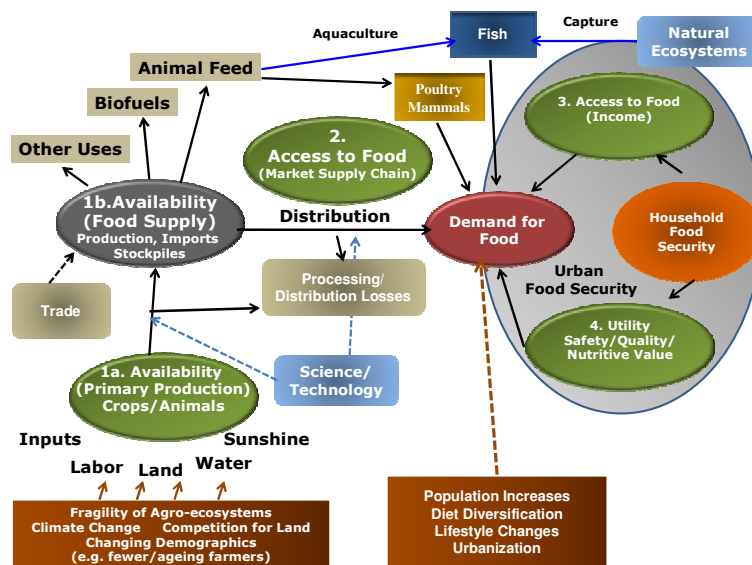 Aquaculture
Capture
Fish
Natural
Ecosystems
Animal Feed
Poultry
Mammals
Biofuels
3. Access to Food
(Income)
Other Uses
2.
Access to Food
(Market Supply Chain)
1b.Availability
(Food Supply)
Production, Imports
Stockpiles
Distribution
Demand for
Food
Household
Food
Security
Processing/
Distribution Losses
Urban
Food Security
Trade
4. Utility
Safety/Quality/
Nutritive Value
1a. Availability
(Primary Production)
Crops/Animals
Science/
Technology
Inputs
Sunshine
Labor
Land
Water
Fragility of Agro-ecosystems
Climate Change Competition for Land
Changing Demographics
(e.g. fewer/ageing farmers)
Population Increases
Diet Diversification
Lifestyle Changes
Urbanization